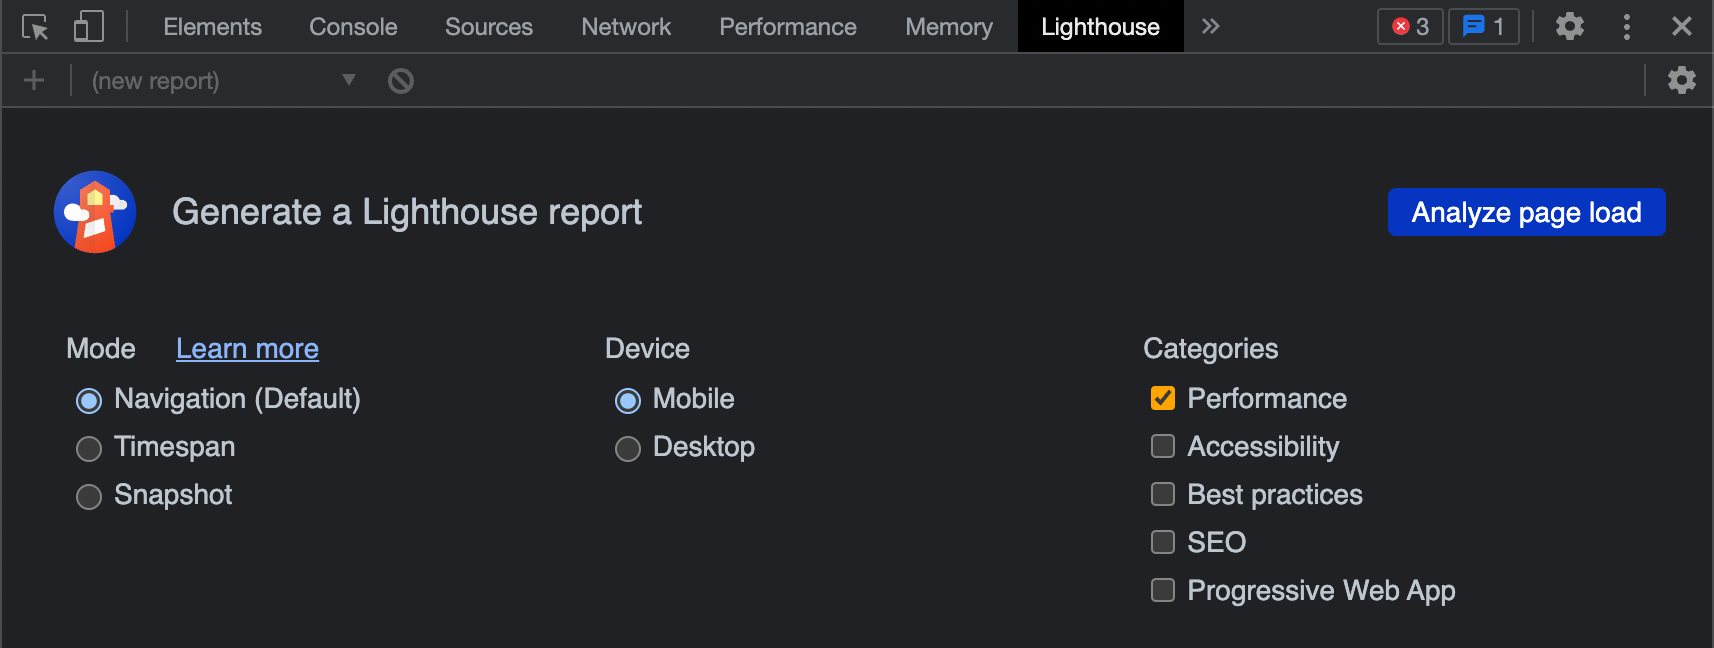 Elements Console Sources Network Performance Memory Lighthouse » 3 1
(new report)
Generate a Lighthouse report
Analyze page load
Mode Learn more
Navigation (Default)
Timespan
Snapshot
Device
Mobile
Desktop
Categories
Performance
Accessibility
Best practices
SEO
Progressive Web App